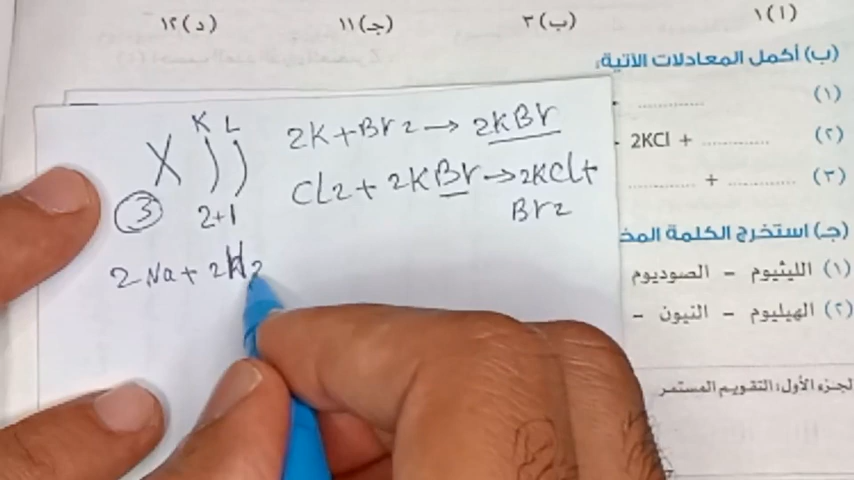 (أ) ١ (ب) ٣ (جـ) ١١ (د) ١٢
(ب) أكمل المعادلات الآتية:
(١) ..............
(٢) .............. + 2KCl
(٣) .............. + ..............
(جـ) استخرج الكلمة
(١) الليثيوم – الصوديوم
(٢) الهيليوم – النيون –
لجزء الأول: التقويم المستمر
K L
X ))
3 2+1
2K+Br2→2KBr
CL2+2KBr→2KCl+
Br2
2Na+2H2